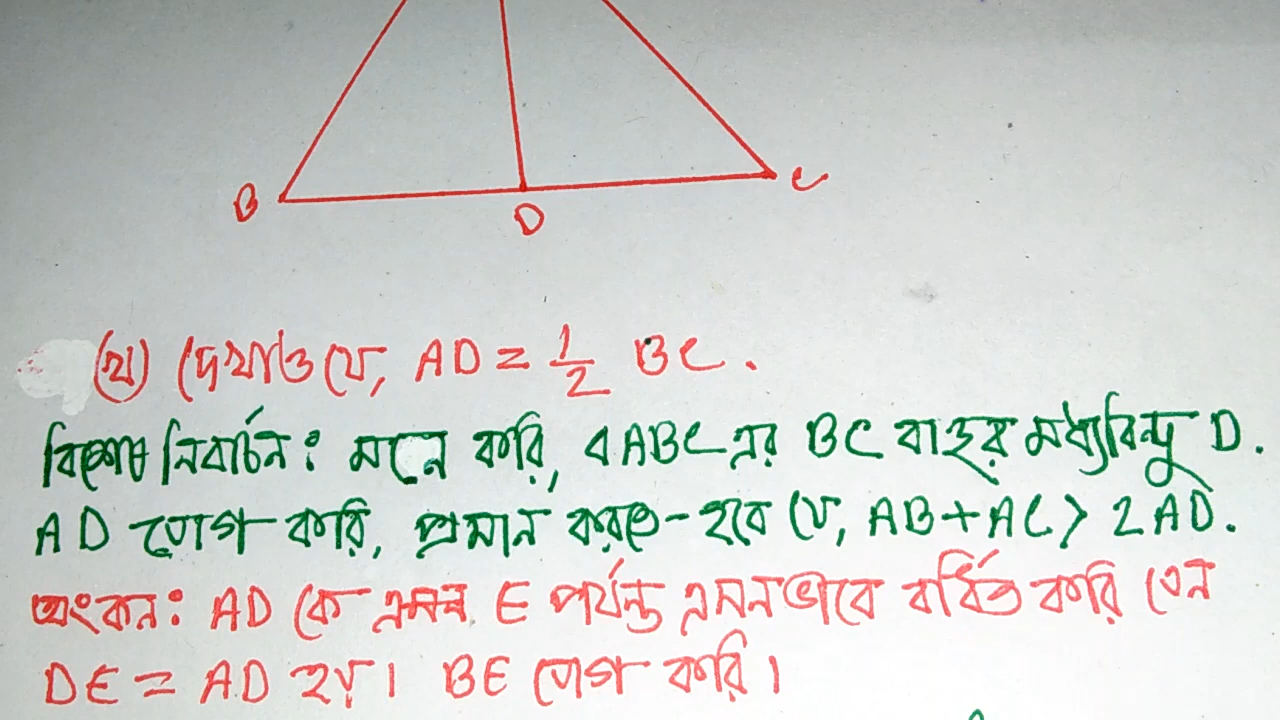 B
C
D
(খ) দেখাও যে, AD = 1/2 BC.
বিশেষ নির্বাচন: মনে করি, ABC এর BC বাহুর মধ্যবিন্দু D.
AD যোগ করি, প্রমান করতে হবে যে, AB+AC > 2AD.
অংকন: AD কে এমন E পর্যন্ত এমনভাবে বর্ধিত করি যেন
DE = AD হয়। BE যোগ করি।